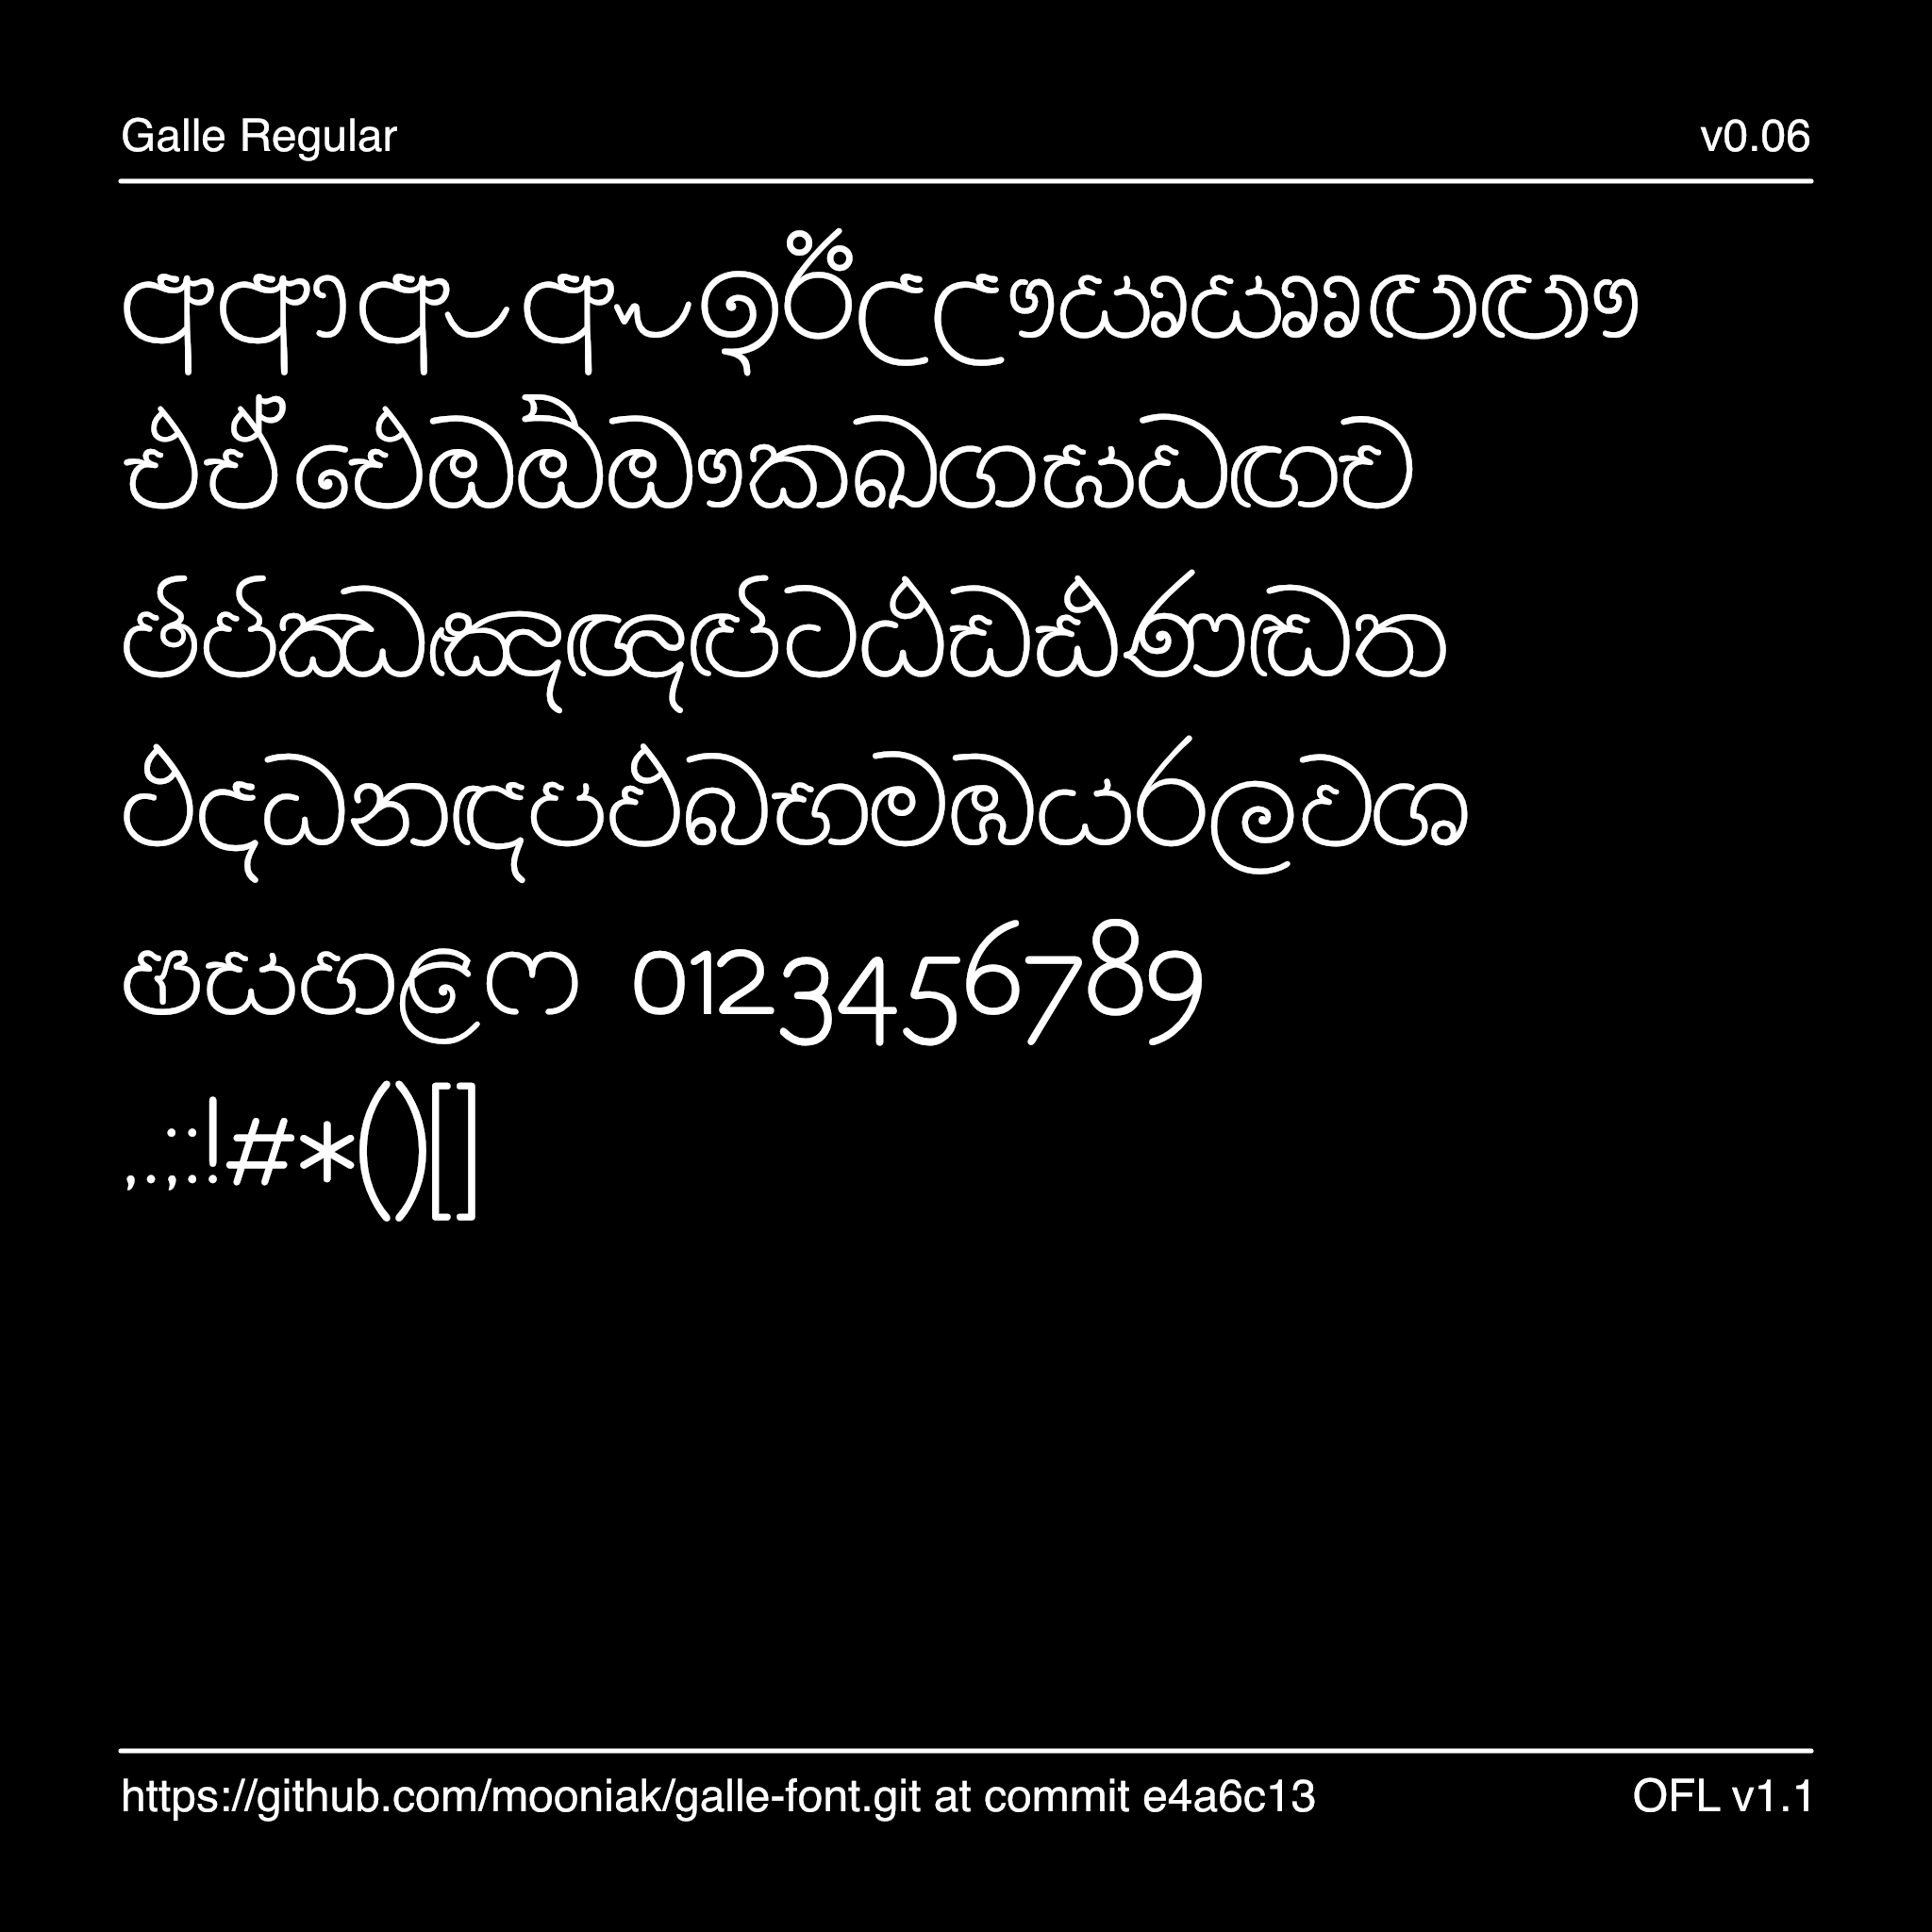 Galle Regular v0.06
අආඇඈඉඊඋඌඍඎඏඐ
එඒඓඔඕඖකඛගඝඞඟච
ඡජඣඤඥඦටඨඩඪණඬත
ථදධනඳපඵබභමඹයරලවශ
ෂසහළෆ 0123456789
,.;:!#*()[]
https://github.com/mooniak/galle-font.git at commit e4a6c13 OFL v1.1